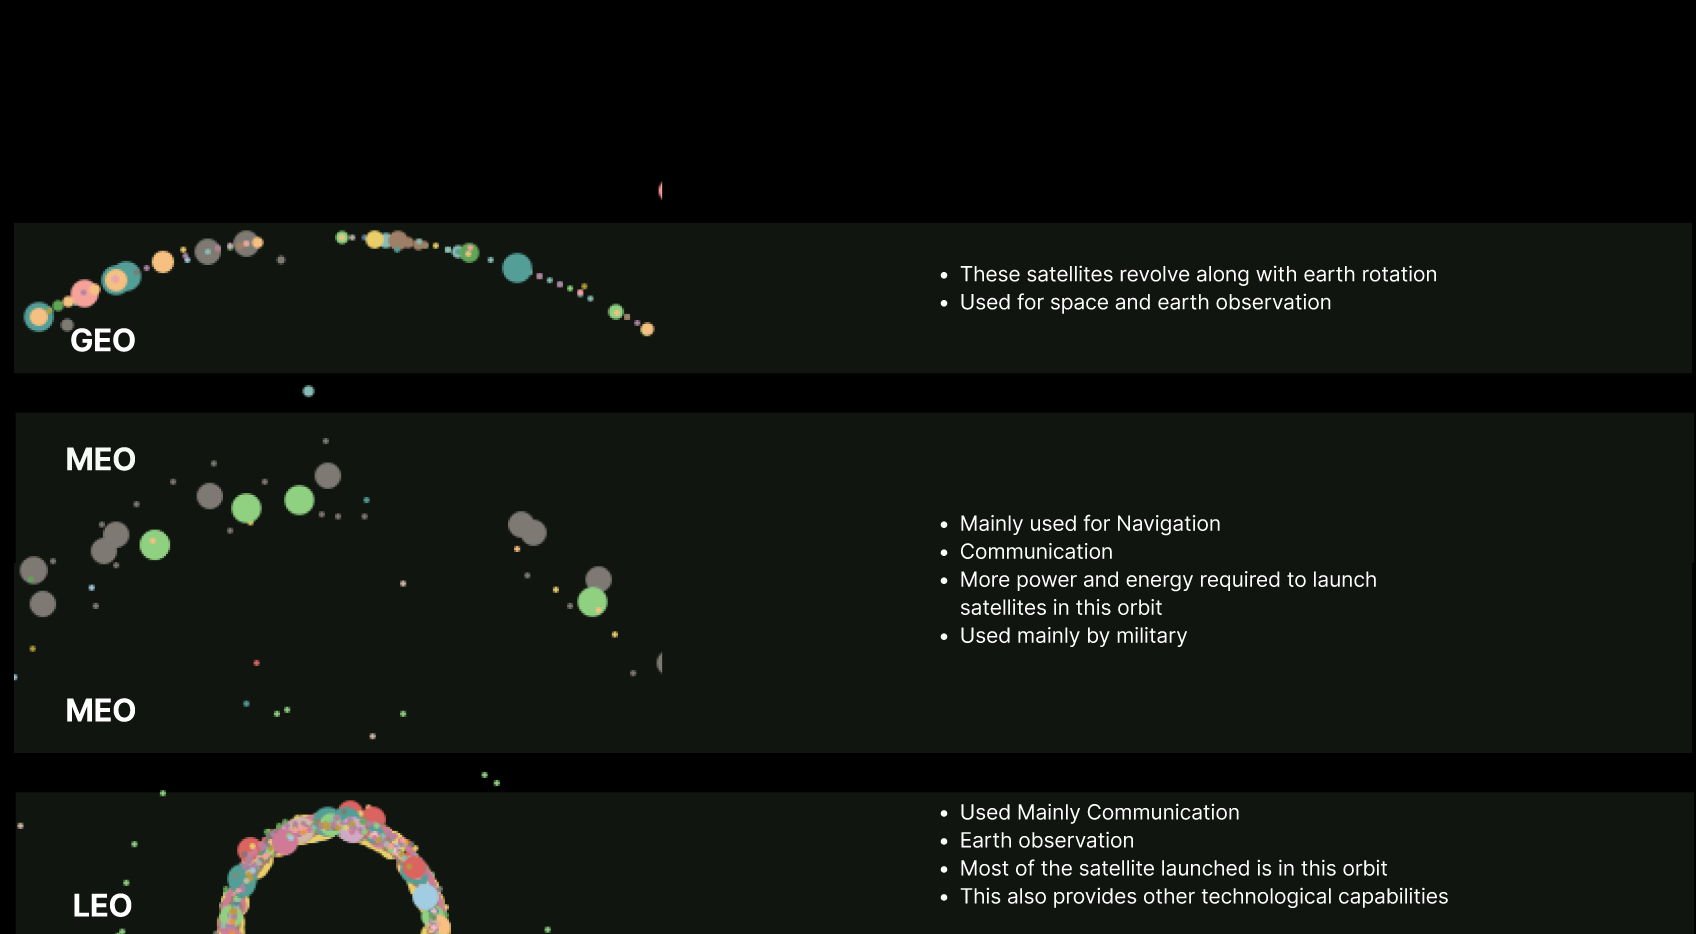 GEO
• These satellites revolve along with earth rotation
• Used for space and earth observation
MEO
• Mainly used for Navigation
• Communication
• More power and energy required to launch
satellites in this orbit
• Used mainly by military
MEO
• Used Mainly Communication
• Earth observation
• Most of the satellite launched is in this orbit
• This also provides other technological capabilities
LEO